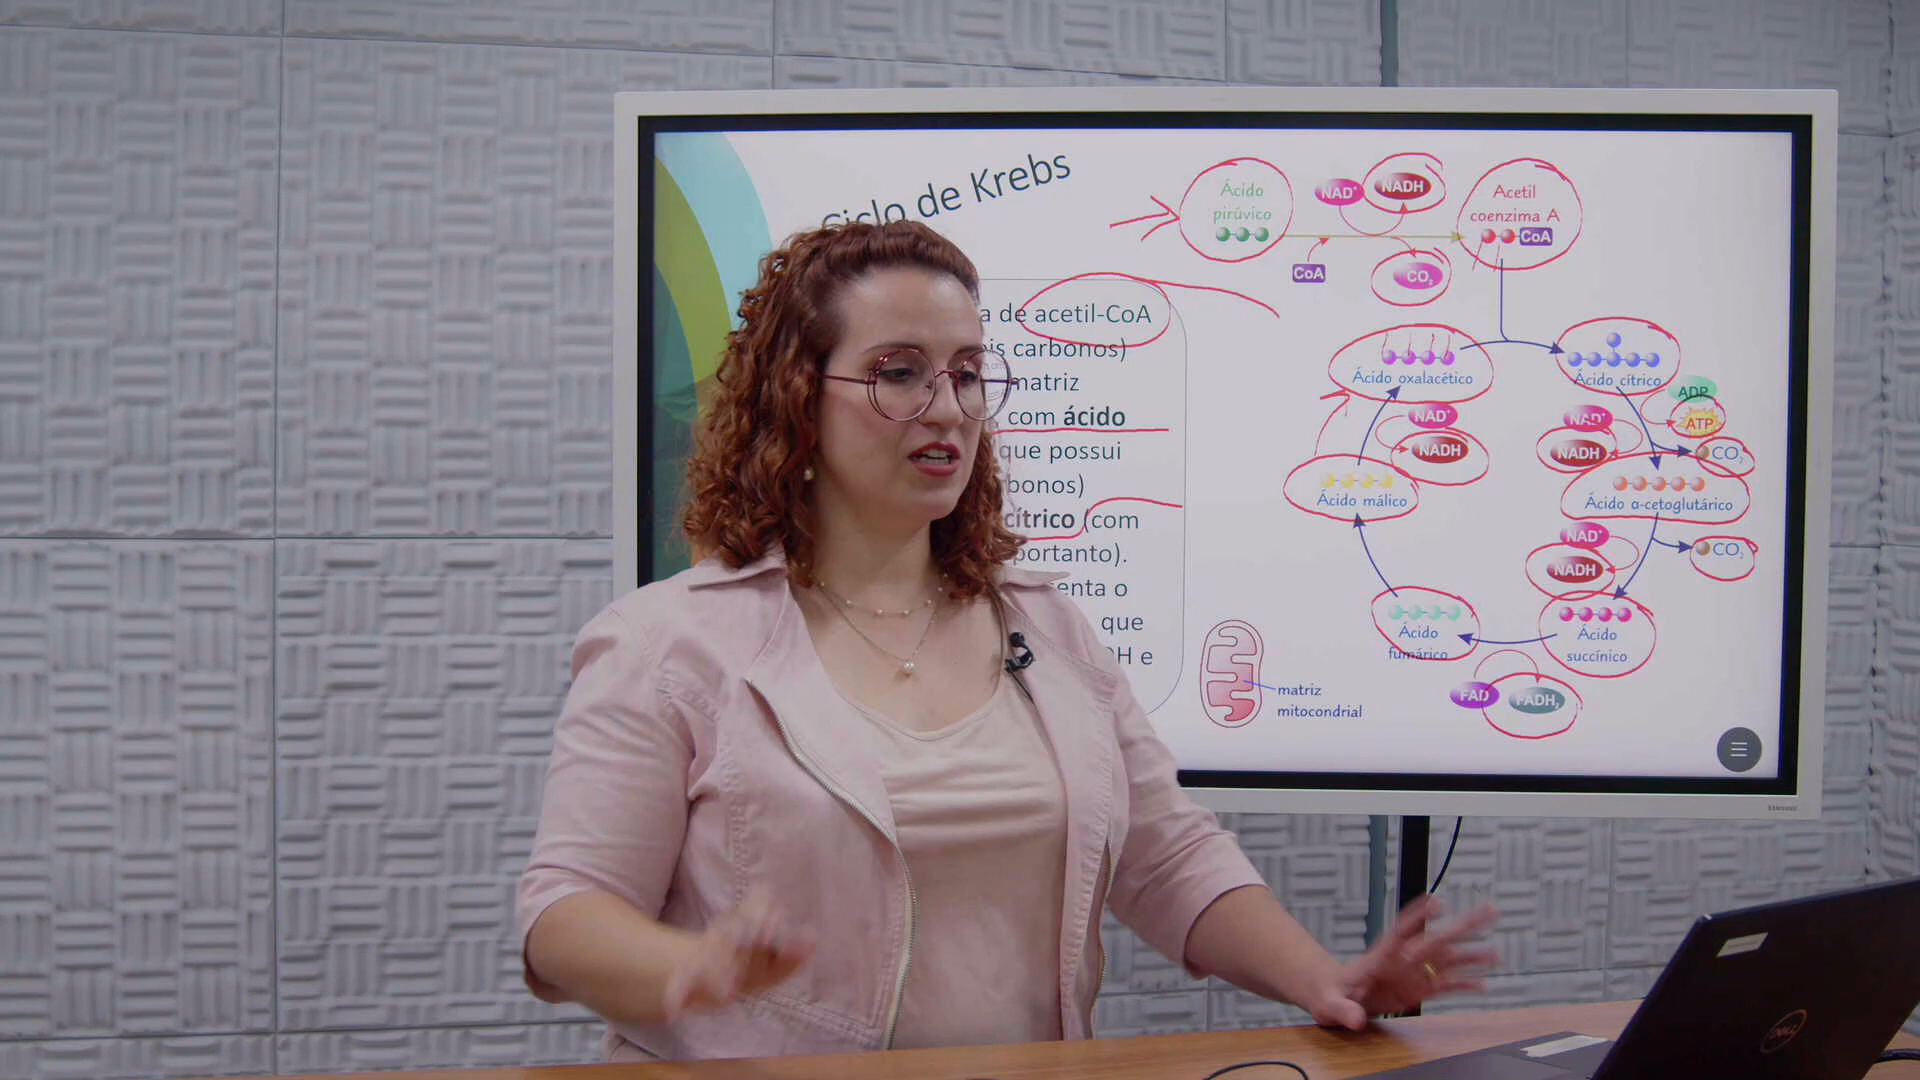 Ciclo de Krebs
a de acetil-CoA
is carbonos)
matriz
com ácido
que possui
bonos)
cítrico (com
portanto).
enta o
que
H e
Ácido
pirúvico
NAD⁺
NADH
CoA
CO₂
Acetil
coenzima A
CoA
Ácido oxalacético
Ácido cítrico
ADP
ATP
NAD⁺
NADH
CO₂
Ácido α-cetoglutárico
NAD⁺
NADH
CO₂
Ácido
succínico
FAD
FADH₂
Ácido
fumárico
Ácido málico
NAD⁺
NADH
matriz
mitocondrial
SAMSUNG
DELL